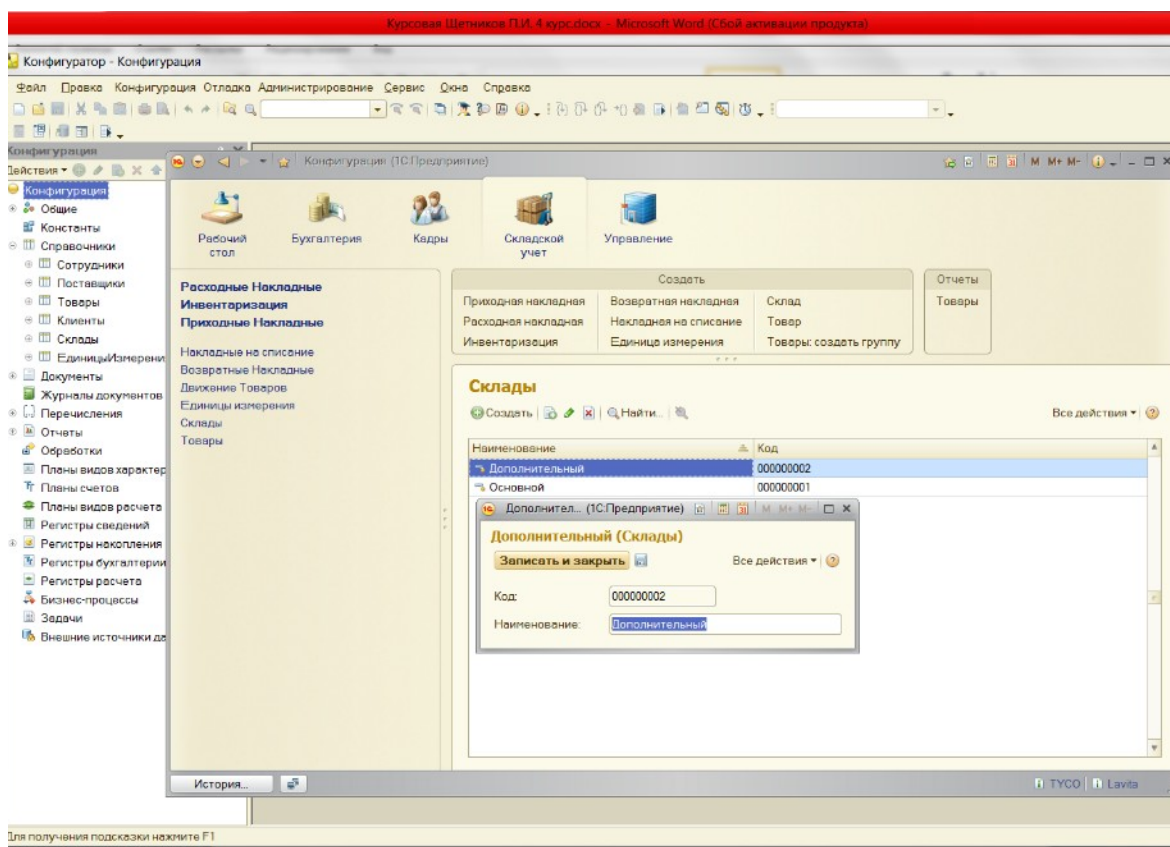 Курсовая Щетников П.И. 4 курс.docx - Microsoft Word (Сбой активации продукта)
Конфигуратор - Конфигурация
Файл Правка Конфигурация Отладка Администрирование Сервис Окна Справка
Конфигурация
Действия
Конфигурация (1С:Предприятие)
M M+ M-
Конфигурация
Общие
Константы
Справочники
Сотрудники
Поставщики
Товары
Клиенты
Склады
ЕдиницыИзмерени
Документы
Журналы документов
Перечисления
Отчеты
Обработки
Планы видов характер
Планы счетов
Планы видов расчета
Регистры сведений
Регистры накопления
Регистры бухгалтерии
Регистры расчета
Бизнес-процессы
Задачи
Внешние источники да
Рабочий стол
Бухгалтерия
Кадры
Складской учет
Управление
Расходные Накладные
Инвентаризация
Приходные Накладные
Накладные на списание
Возвратные Накладные
Движение Товаров
Единицы измерения
Склады
Товары
Создать
Приходная накладная Возвратная накладная Склад
Расходная накладная Накладная на списание Товар
Инвентаризация Единица измерения Товары: создать группу
Отчеты
Товары
Склады
Создать Найти... Все действия
Наименование Код
Дополнительный 000000002
Основной 000000001
Дополнител... (1С:Предприятие) M M+ M-
Дополнительный (Склады)
Записать и закрыть Все действия
Код: 000000002
Наименование: Дополнительный
История...
TYCO Lavita
Для получения подсказки нажмите F1